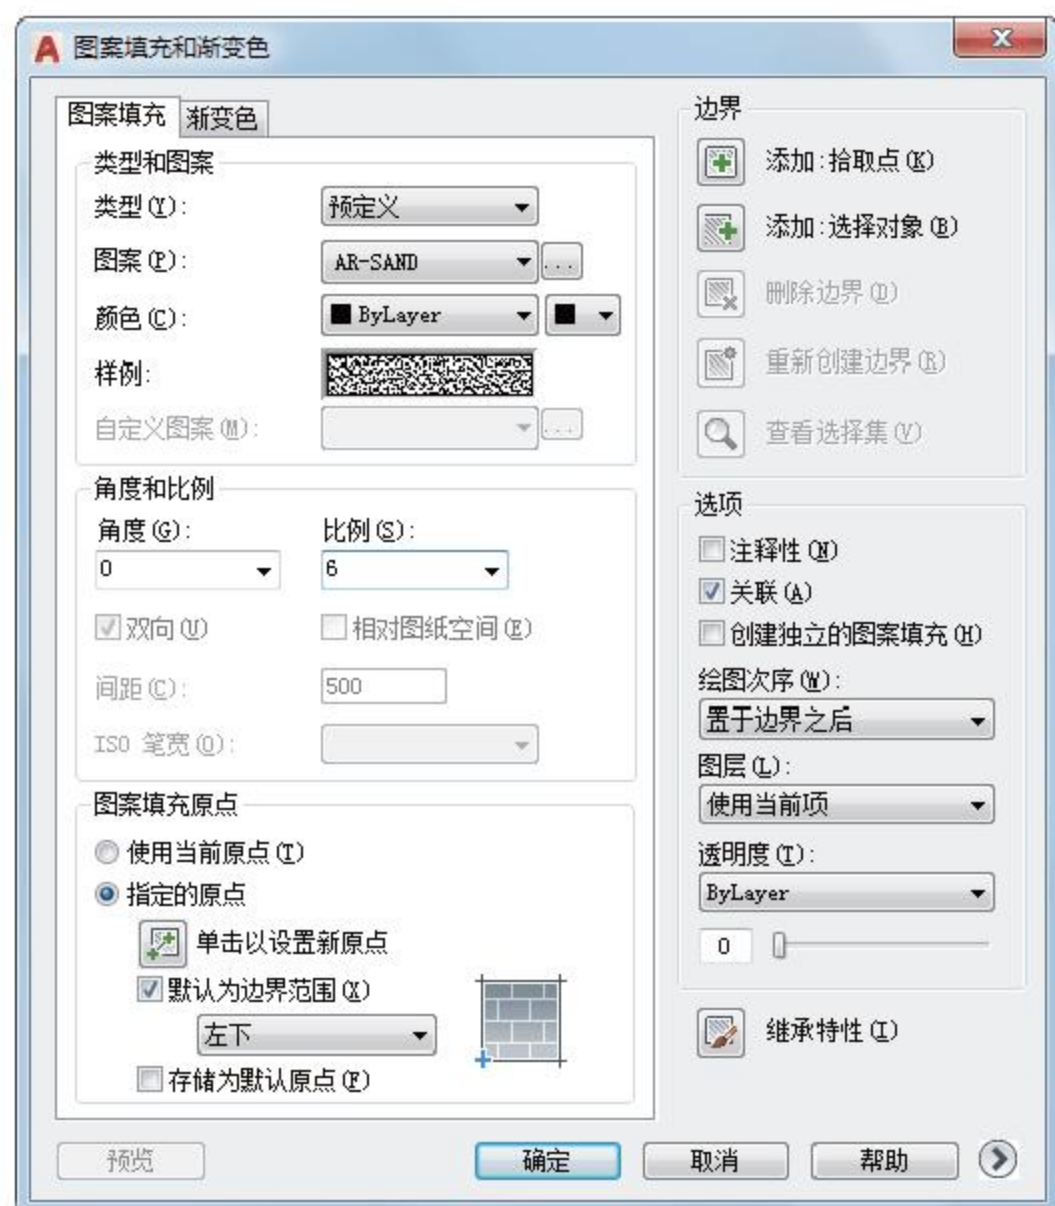 图案填充和渐变色
图案填充 渐变色
类型和图案
类型(Y): 预定义
图案(P): AR-SAND ...
颜色(C): ByLayer
样例:
自定义图案(M): ...
角度和比例
角度(G): 比例(S):
0 6
双向(U) 相对图纸空间(E)
间距(C): 500
ISO 笔宽(O):
图案填充原点
使用当前原点(T)
指定的原点
单击以设置新原点
默认为边界范围(X)
左下
存储为默认原点(F)
边界
添加:拾取点(K)
添加:选择对象(B)
删除边界(D)
重新创建边界(R)
查看选择集(V)
选项
注释性(N)
关联(A)
创建独立的图案填充(H)
绘图次序(W):
置于边界之后
图层(L):
使用当前项
透明度(T):
ByLayer
0
继承特性(I)
预览 确定 取消 帮助